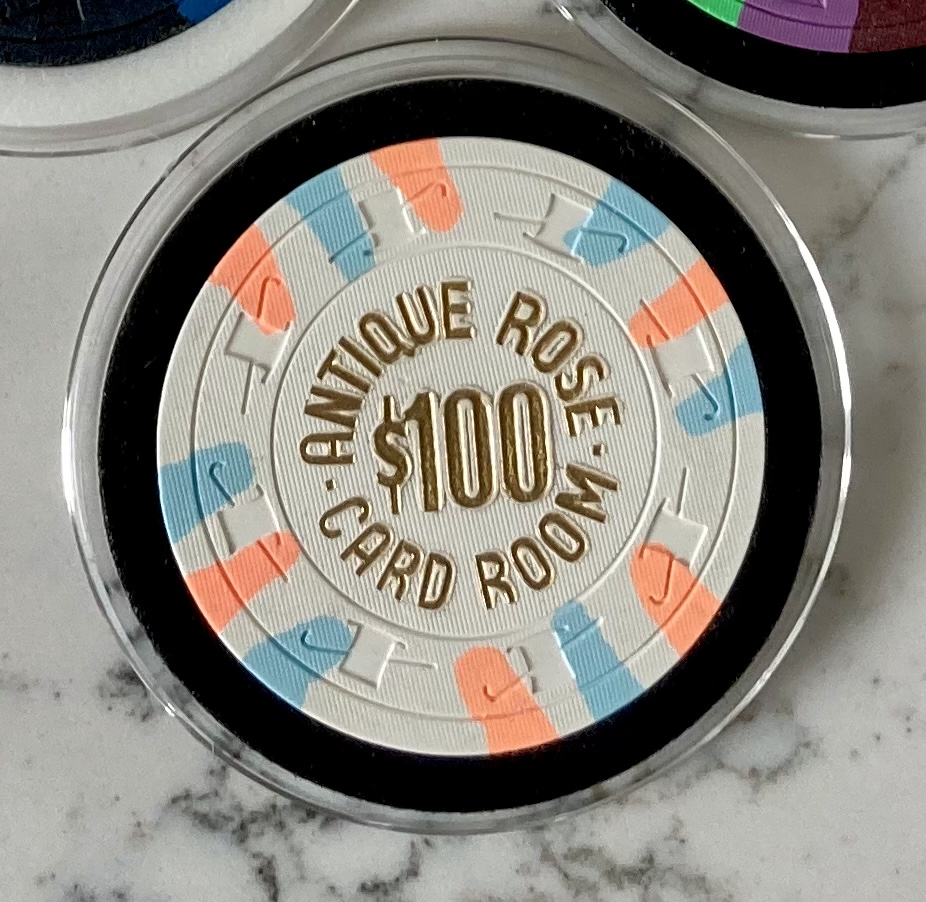 ANTIQUE ROSE
$100
· CARD ROOM ·